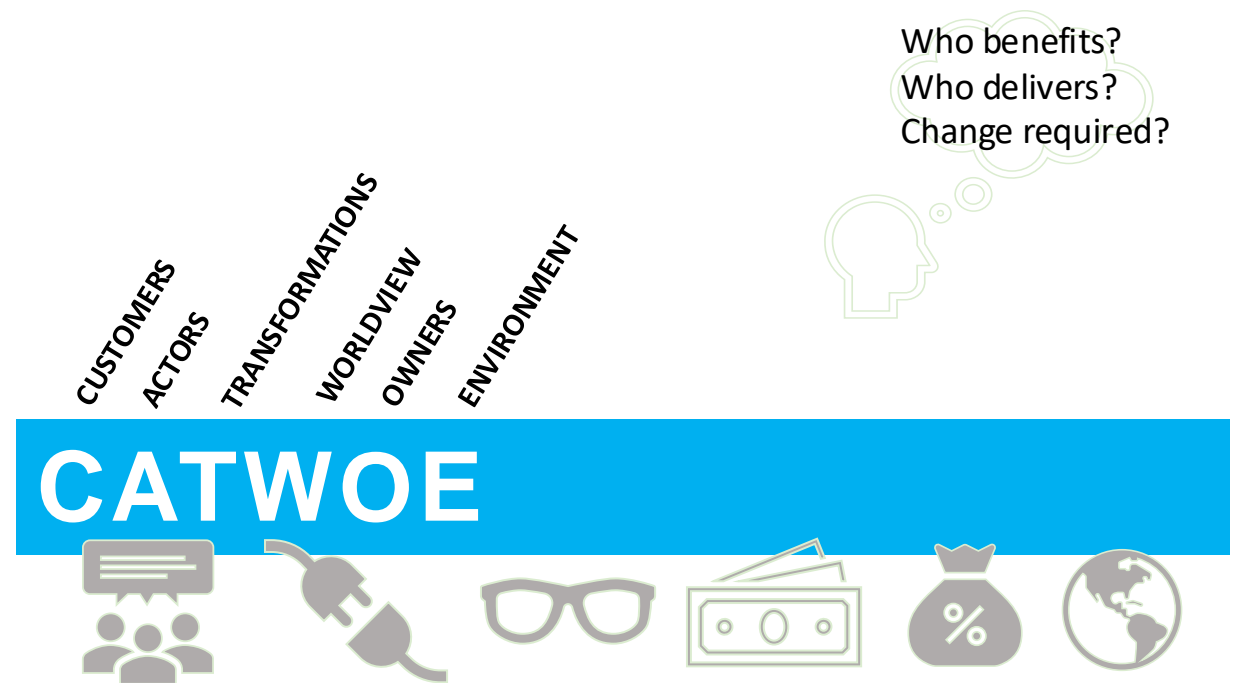 Who benefits?
Who delivers?
Change required?
CUSTOMERS
ACTORS
TRANSFORMATIONS
WORLDVIEW
OWNERS
ENVIRONMENT
CATWOE
%